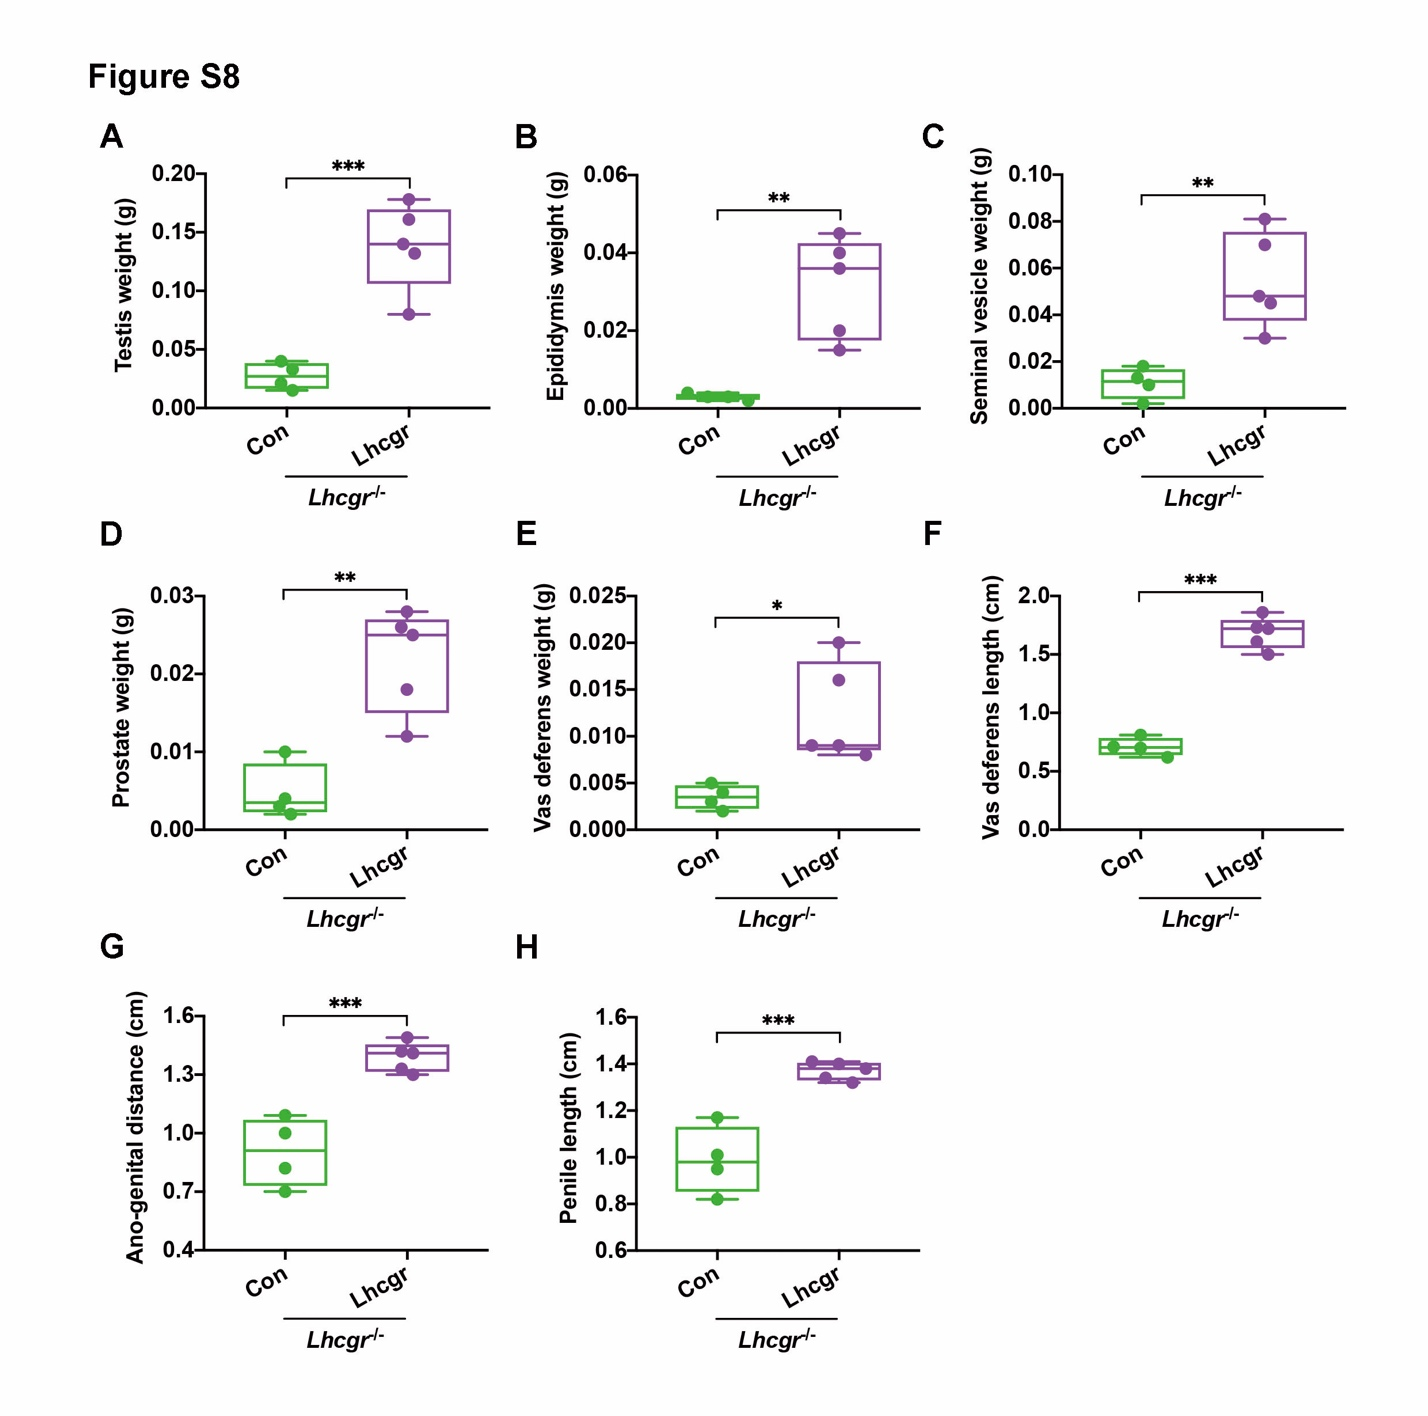 Figure S8
A
Testis weight (g)
***
0.20
0.15
0.10
0.05
0.00
Con
Lhcgr
Lhcgr-/-
B
Epididymis weight (g)
**
0.06
0.04
0.02
0.00
Con
Lhcgr
Lhcgr-/-
C
Seminal vesicle weight (g)
**
0.10
0.08
0.06
0.04
0.02
0.00
Con
Lhcgr
Lhcgr-/-
D
Prostate weight (g)
**
0.03
0.02
0.01
0.00
Con
Lhcgr
Lhcgr-/-
E
Vas deferens weight (g)
*
0.025
0.020
0.015
0.010
0.005
0.000
Con
Lhcgr
Lhcgr-/-
F
Vas deferens length (cm)
***
2.0
1.5
1.0
0.5
0.0
Con
Lhcgr
Lhcgr-/-
G
Ano-genital distance (cm)
***
1.6
1.3
1.0
0.7
0.4
Con
Lhcgr
Lhcgr-/-
H
Penile length (cm)
***
1.6
1.4
1.2
1.0
0.8
0.6
Con
Lhcgr
Lhcgr-/-